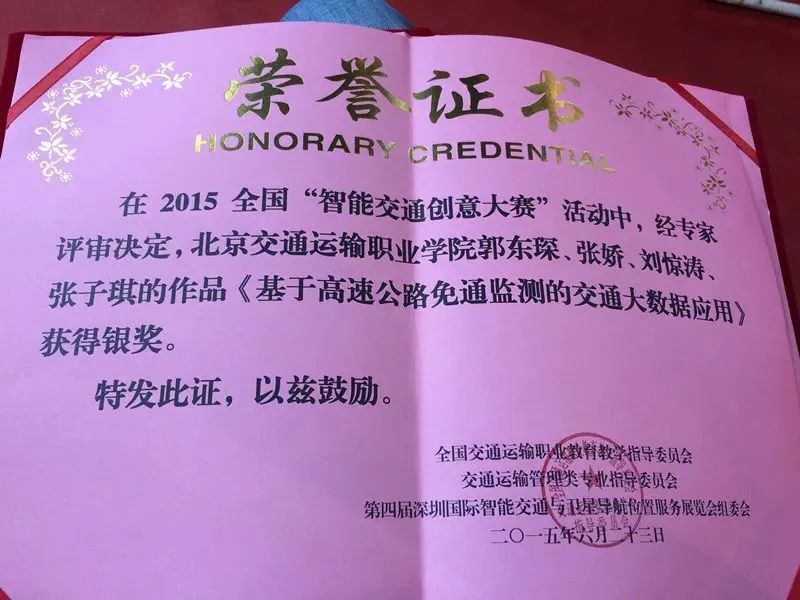 荣誉证书
HONORARY CREDENTIAL
在 2015 全国“智能交通创意大赛”活动中，经专家
评审决定，北京交通运输职业学院郭东琛、张娇、刘惊涛、
张子琪的作品《基于高速公路免通监测的交通大数据应用》
获得银奖。
特发此证，以兹鼓励。
全国交通运输职业教育教学指导委员会
交通运输管理类专业指导委员会
第四届深圳国际智能交通与卫星导航位置服务展览会组委会
二〇一五年六月二十三日
指导委员会